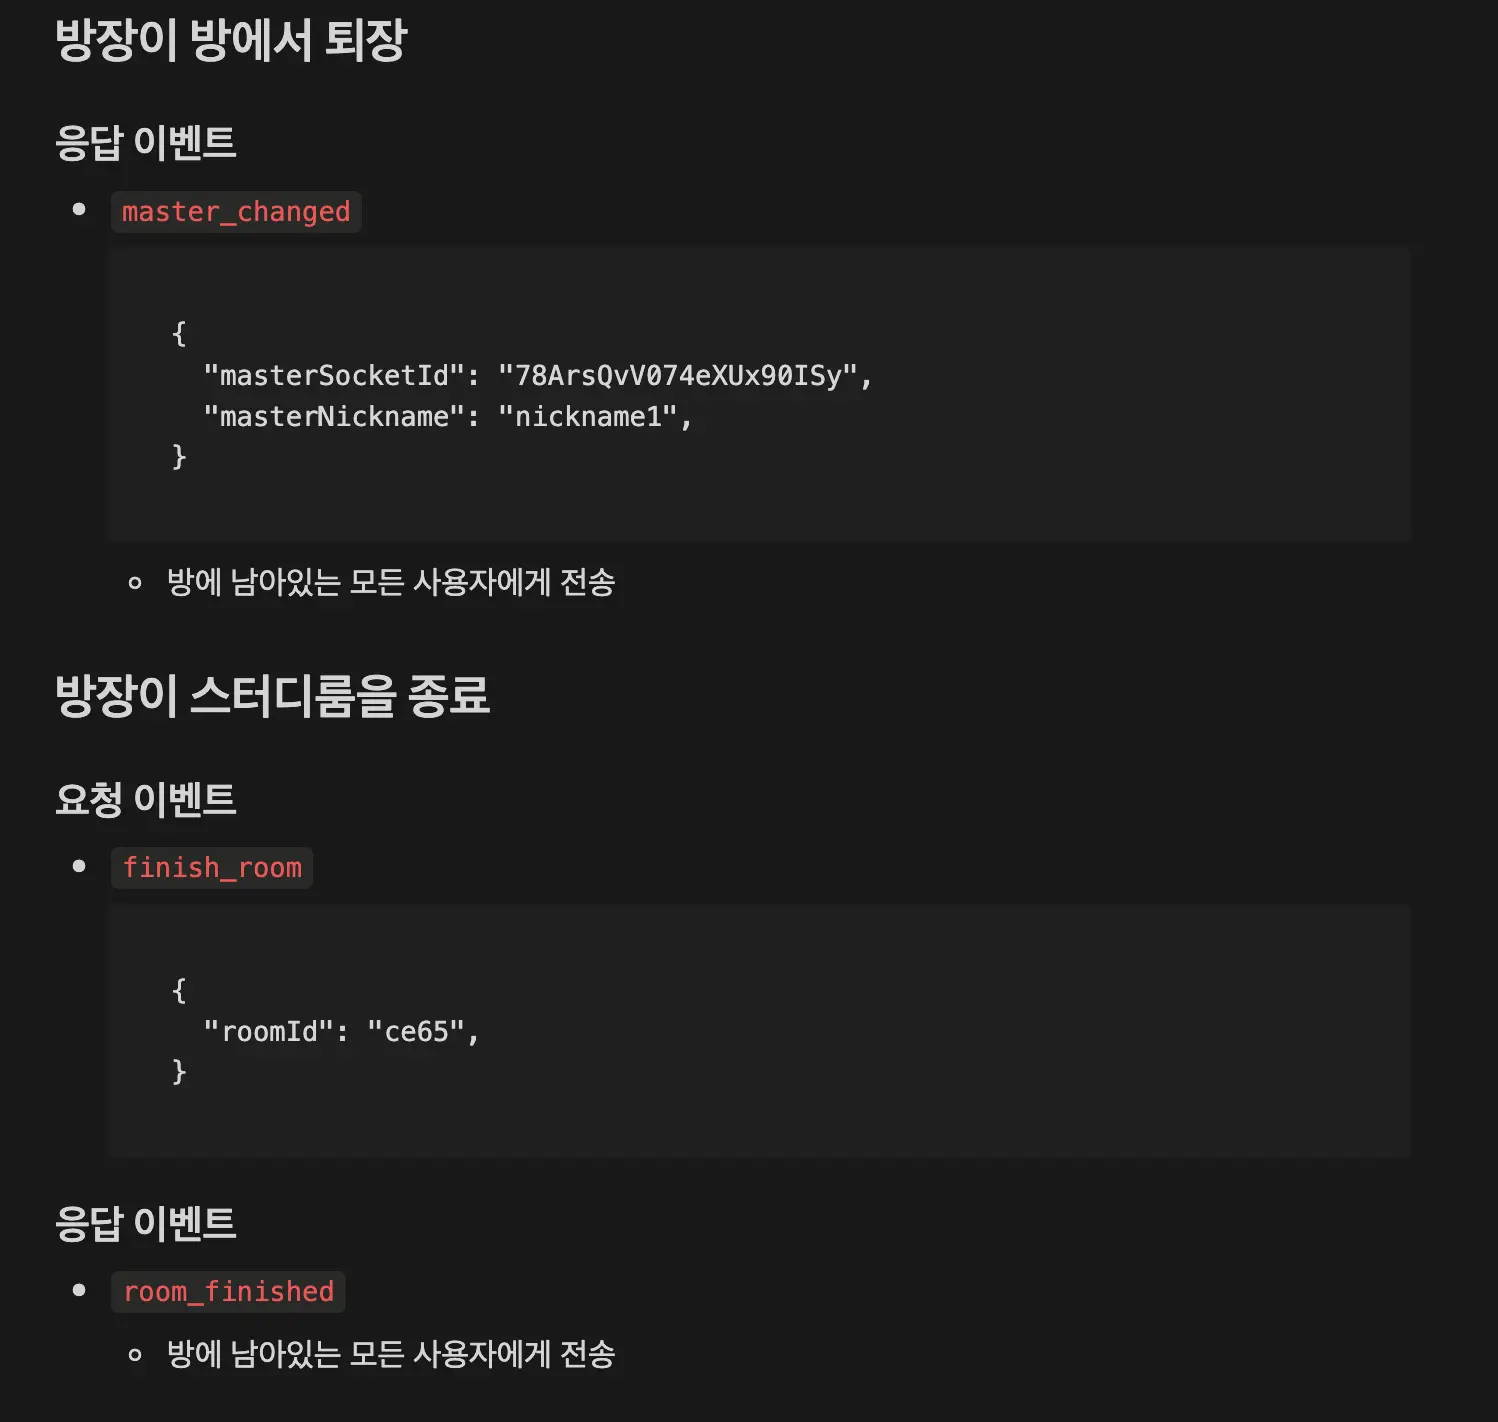 방장이 방에서 퇴장
응답 이벤트
master_changed
{
"masterSocketId": "78ArsQvV074eXUx90ISy",
"masterNickname": "nickname1",
}
방에 남아있는 모든 사용자에게 전송
방장이 스터디룸을 종료
요청 이벤트
finish_room
{
"roomId": "ce65",
}
응답 이벤트
room_finished
방에 남아있는 모든 사용자에게 전송